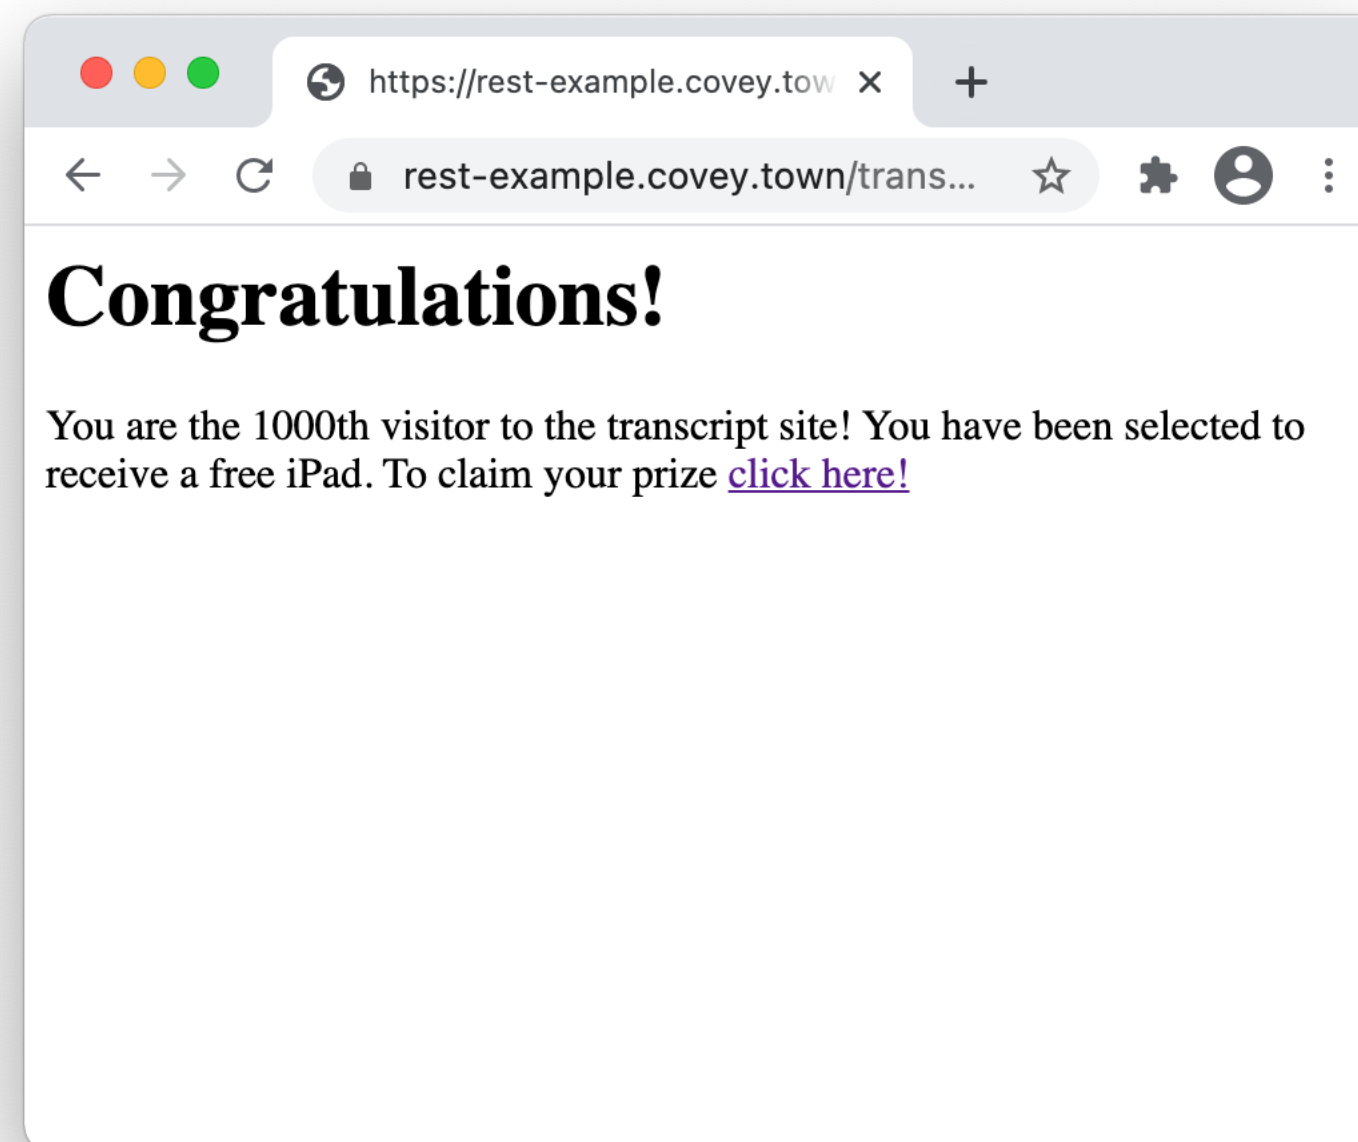 https://rest-example.covey.tow
rest-example.covey.town/trans...
Congratulations!
You are the 1000th visitor to the transcript site! You have been selected to
receive a free iPad. To claim your prize click here!